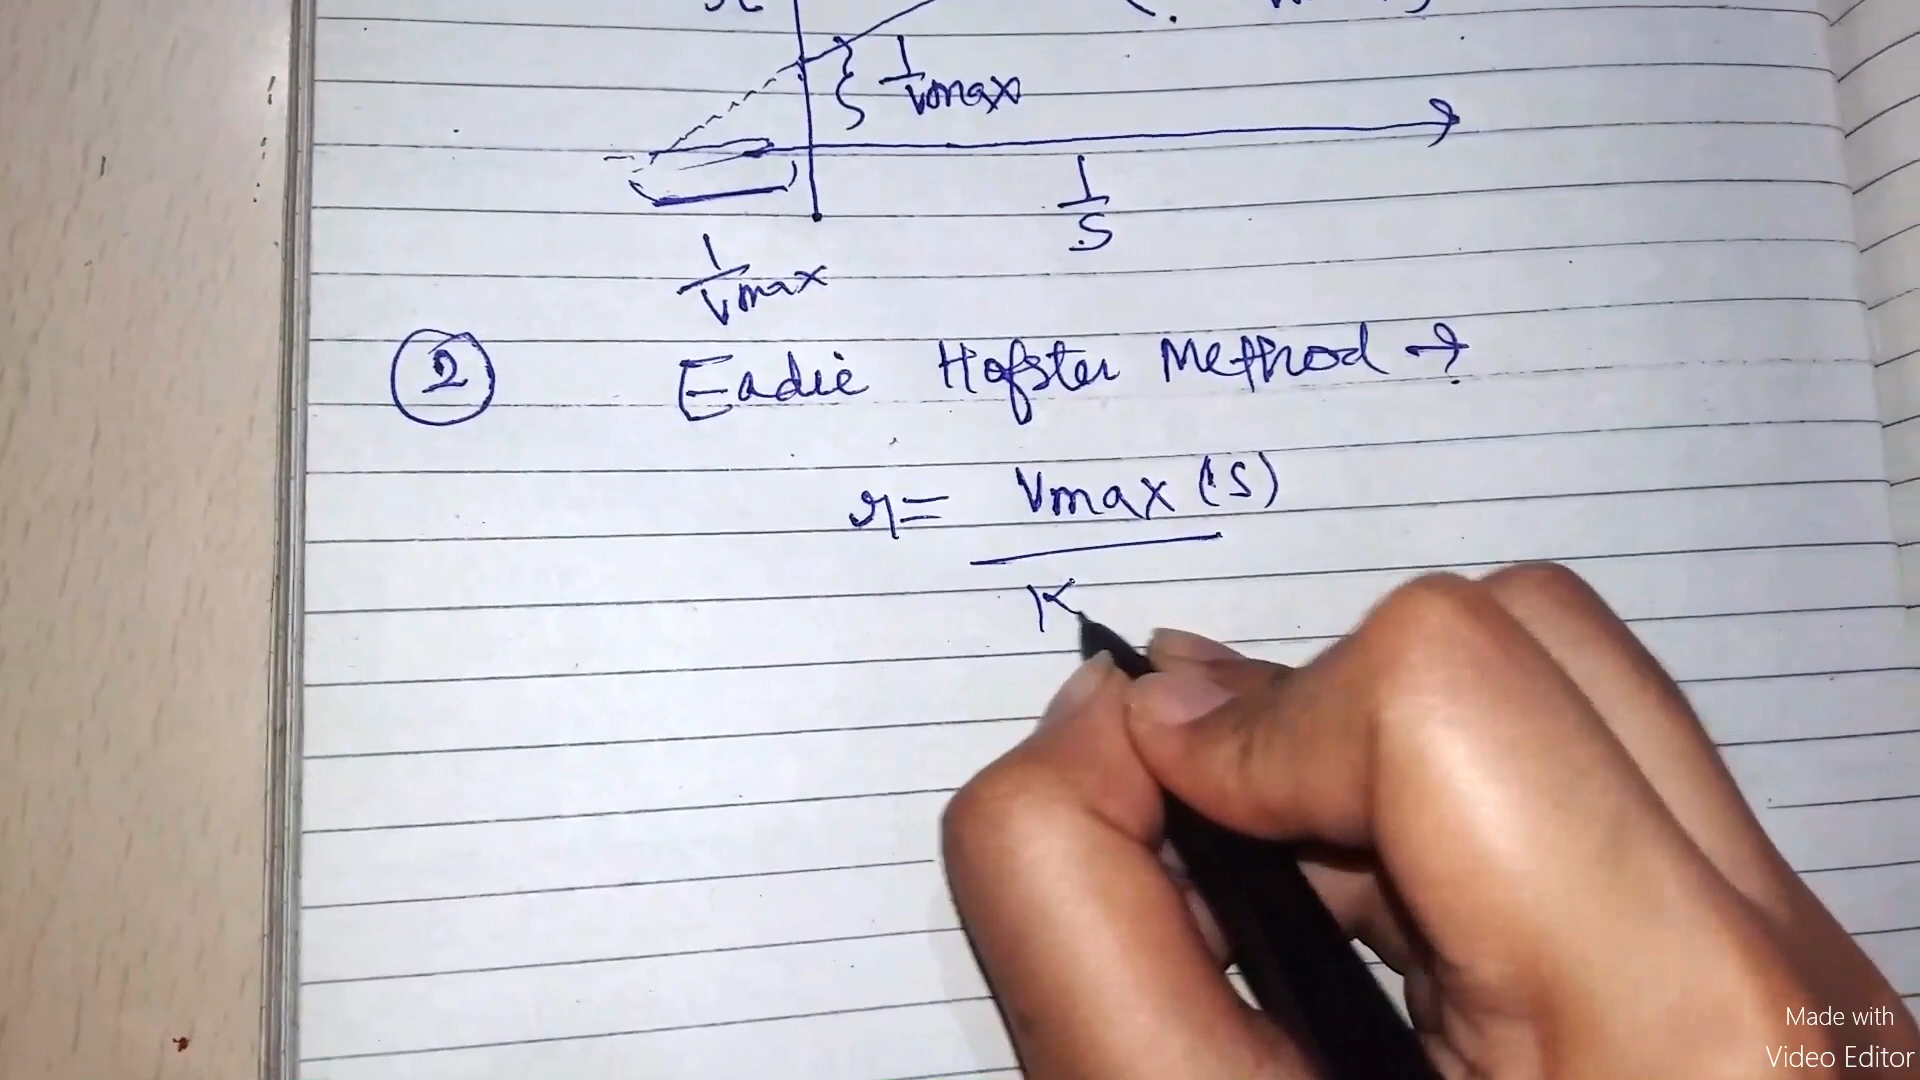 1
Vmax
1
S
1
Vmax
2 Eadie Hofster Method →
r = Vmax (S)
K
Made with
Video Editor